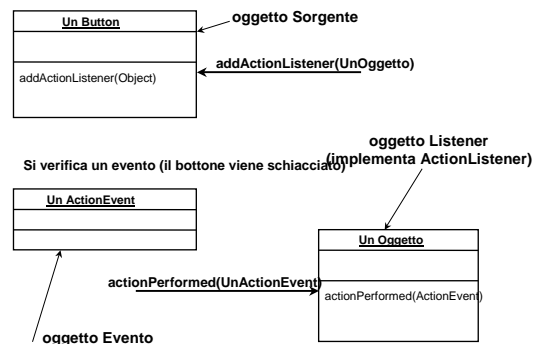 Un Button
oggetto Sorgente
addActionListener(UnOggetto)
addActionListener(Object)
oggetto Listener
(implementa ActionListener)
Si verifica un evento (il bottone viene schiacciato)
Un ActionEvent
Un Oggetto
actionPerformed(UnActionEvent)
actionPerformed(ActionEvent)
oggetto Evento